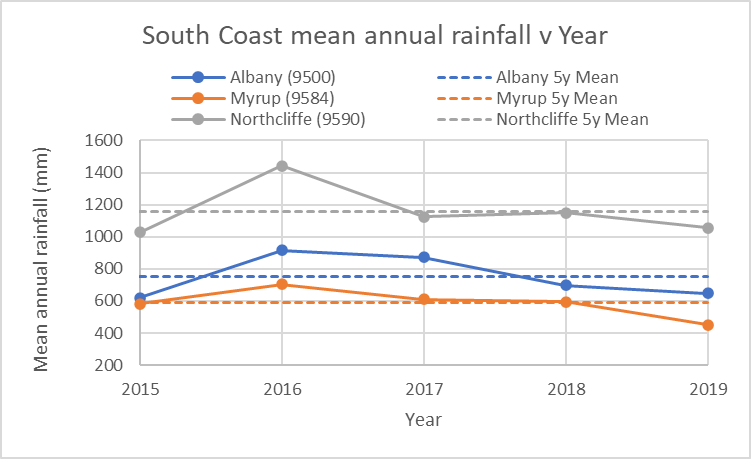 South Coast mean annual rainfall v Year
Albany (9500) Albany 5y Mean
Myrup (9584) Myrup 5y Mean
Northcliffe (9590) Northcliffe 5y Mean
Mean annual rainfall (mm)
1600
1400
1200
1000
800
600
400
200
2015 2016 2017 2018 2019
Year